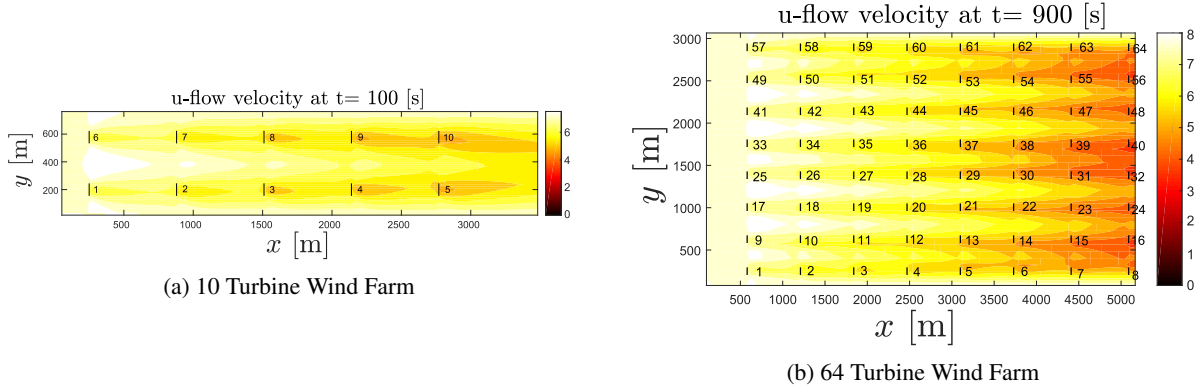 u-flow velocity at t= 100 [s]
y [m]
600
400
200
6 7 8 9 10
1 2 3 4 5
500 1000 1500 2000 2500 3000
x [m]
6
4
2
0
(a) 10 Turbine Wind Farm
u-flow velocity at t= 900 [s]
y [m]
3000
2500
2000
1500
1000
500
57 58 59 60 61 62 63 64
49 50 51 52 53 54 55 56
41 42 43 44 45 46 47 48
33 34 35 36 37 38 39 40
25 26 27 28 29 30 31 32
17 18 19 20 21 22 23 24
9 10 11 12 13 14 15 16
1 2 3 4 5 6 7 8
500 1000 1500 2000 2500 3000 3500 4000 4500 5000
x [m]
8
7
6
5
4
3
2
1
0
(b) 64 Turbine Wind Farm